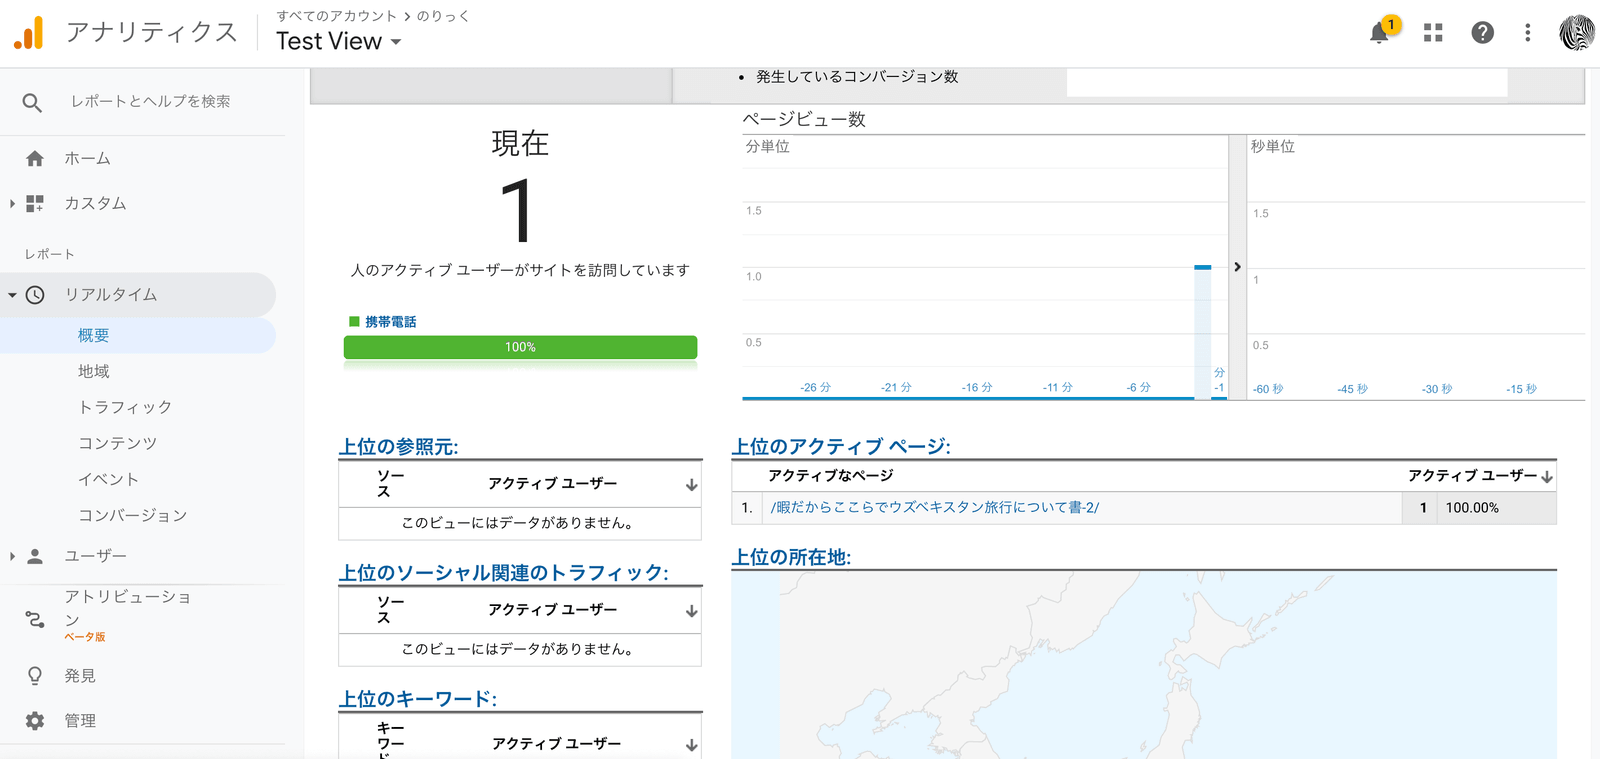 アナリティクス
すべてのアカウント > のりっく
Test View
1
レポートとヘルプを検索
ホーム
カスタム
レポート
リアルタイム
概要
地域
トラフィック
コンテンツ
イベント
コンバージョン
ユーザー
アトリビューショ
ン
ベータ版
発見
管理
• 発生しているコンバージョン数
現在
1
人のアクティブ ユーザーがサイトを訪問しています
携帯電話
100%
ページビュー数
分単位
1.5
1.0
0.5
-26 分
-21 分
-16 分
-11 分
-6 分
分
-1
秒単位
1.5
1
0.5
-60 秒
-45 秒
-30 秒
-15 秒
上位の参照元:
ソー
ス
アクティブ ユーザー
このビューにはデータがありません。
上位のソーシャル関連のトラフィック:
ソー
ス
アクティブ ユーザー
このビューにはデータがありません。
上位のキーワード:
キー
ワー
ド
アクティブ ユーザー
上位のアクティブ ページ:
アクティブなページ
アクティブ ユーザー
1. /暇だからここらでウズベキスタン旅行について書-2/ 1 100.00%
上位の所在地: